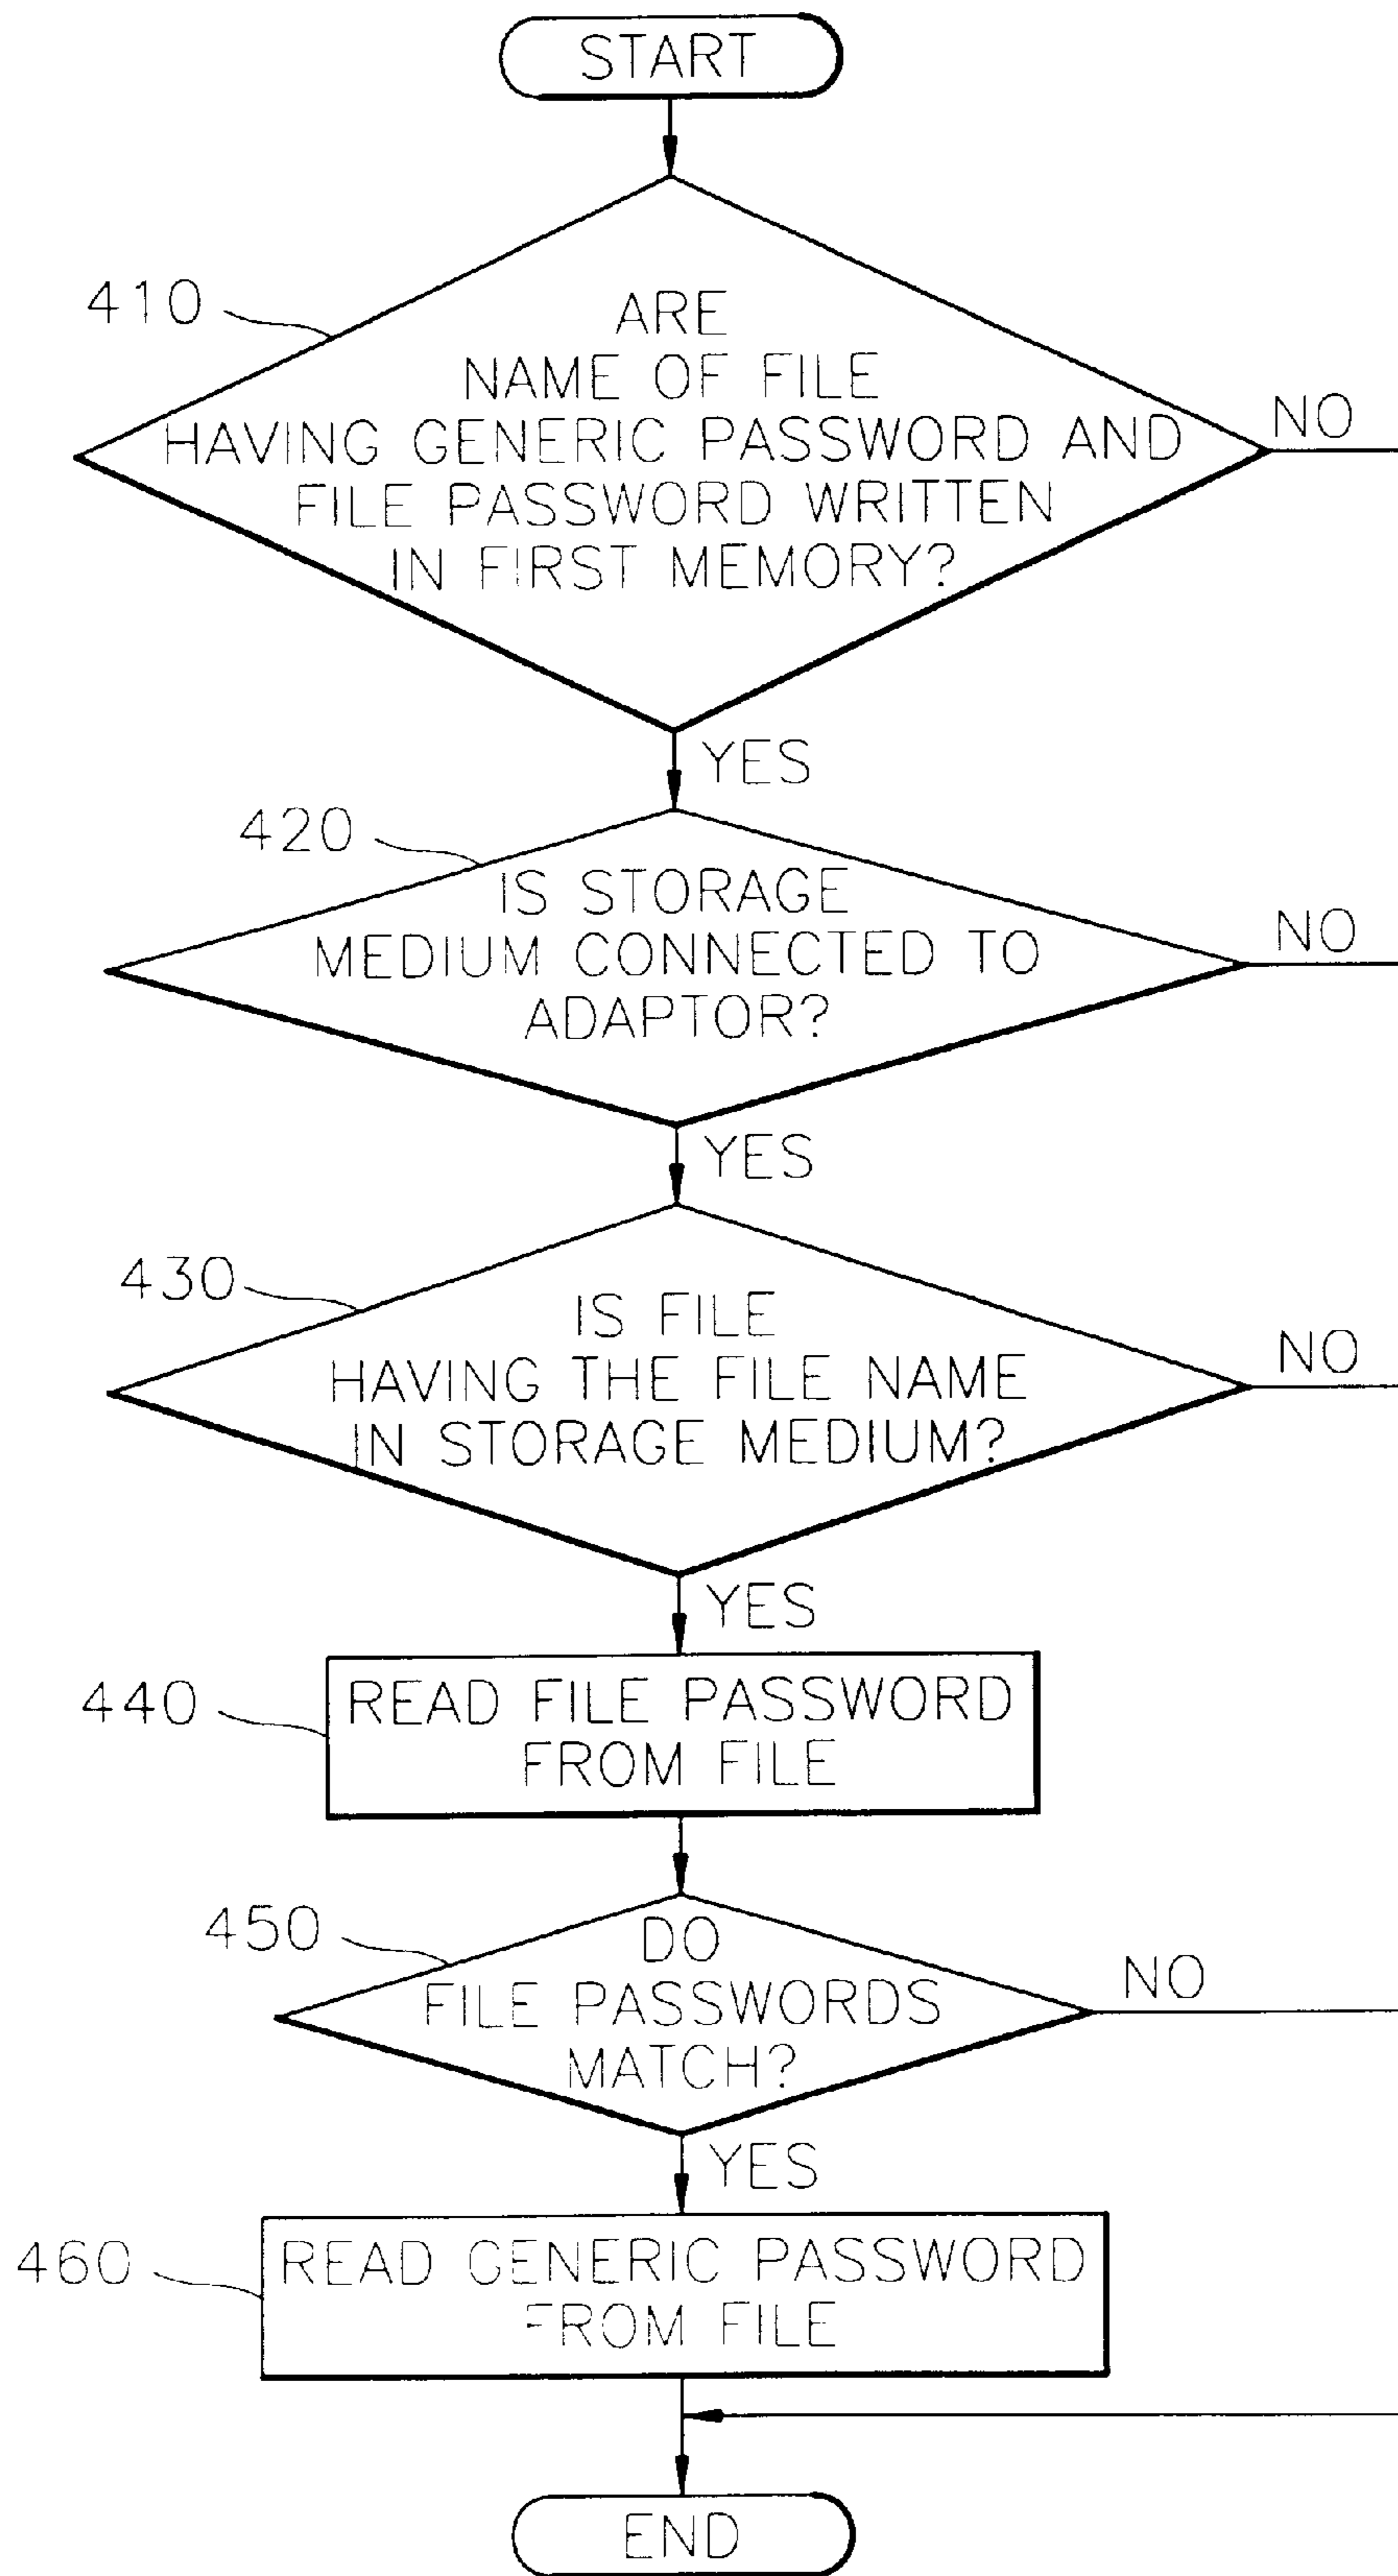 START
410
ARE
NAME OF FILE
HAVING GENERIC PASSWORD AND
FILE PASSWORD WRITTEN
IN FIRST MEMORY?
NO
YES
420
IS STORAGE
MEDIUM CONNECTED TO
ADAPTOR?
NO
YES
430
IS FILE
HAVING THE FILE NAME
IN STORAGE MEDIUM?
NO
YES
440
READ FILE PASSWORD
FROM FILE
450
DO
FILE PASSWORDS
MATCH?
NO
YES
460
READ GENERIC PASSWORD
FROM FILE
END